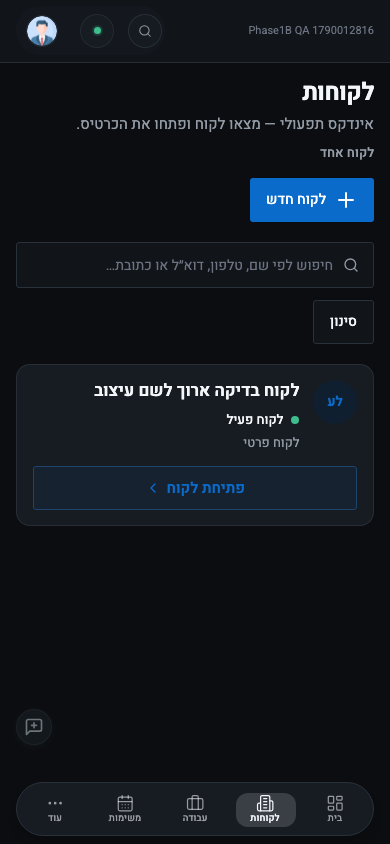 Phase1B QA 1790012816
לקוחות
אינדקס תפעולי — מצאו לקוח ופתחו את הכרטיס.
לקוח אחד
לקוח חדש
חיפוש לפי שם, טלפון, דוא״ל או כתובת...
סינון
לע
לקוח בדיקה ארוך לשם עיצוב
לקוח פעיל
לקוח פרטי
פתיחת לקוח
בית
לקוחות
עבודה
משימות
עוד